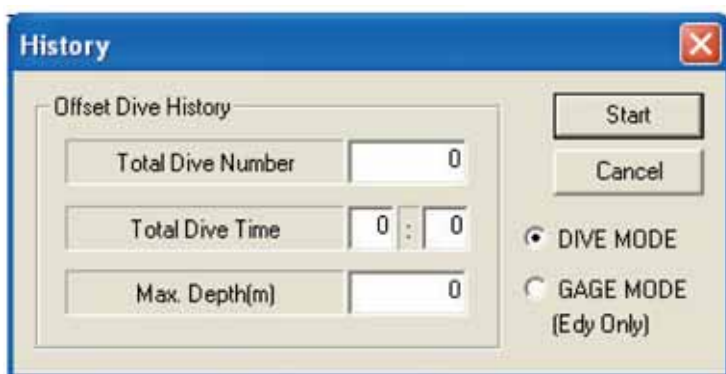 History
Offset Dive History
Total Dive Number 0
Total Dive Time 0 : 0
Max. Depth(m) 0
Start
Cancel
DIVE MODE
GAGE MODE
(Edy Only)